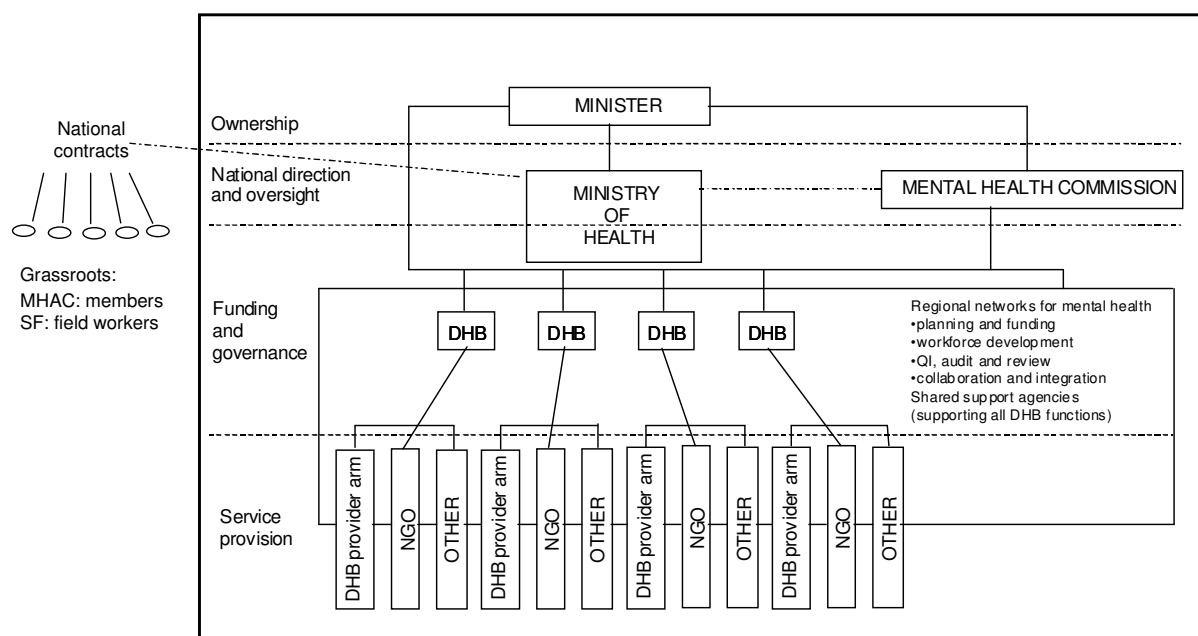 MINISTER
Ownership
National
contracts
National direction
and oversight
MINISTRY
OF
HEALTH
MENTAL HEALTH COMMISSION
Grassroots:
MHAC: members
SF: field workers
Funding
and
governance
DHB
DHB
DHB
DHB
Regional networks for mental health
•planning and funding
•workforce development
•QI, audit and review
•collaboration and integration
Shared support agencies
(supporting all DHB functions)
Service
provision
DHB provider arm
NGO
OTHER
DHB provider arm
NGO
OTHER
DHB provider arm
NGO
OTHER
DHB provider arm
NGO
OTHER